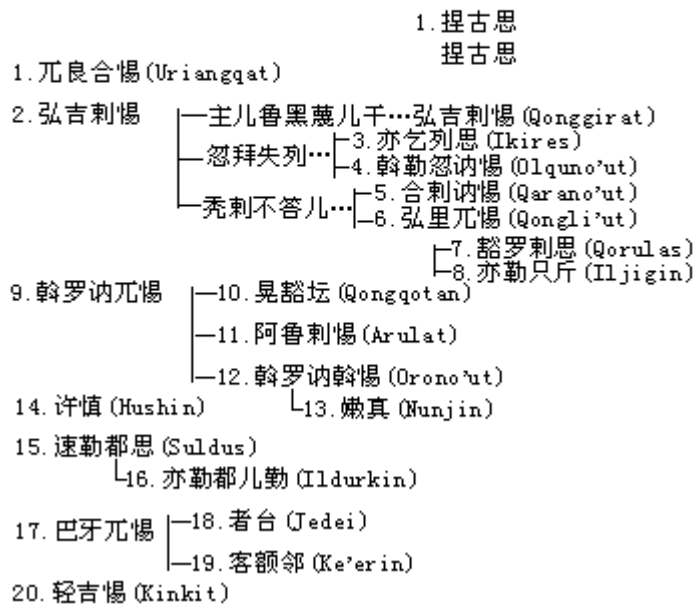 1.捏古思
捏古思
1.兀良合惕(Uriangqat)
2.弘吉剌惕
主儿鲁黑蔑儿干…弘吉剌惕(Qonggirat)
忽拜失列…
3.亦乞列思(Ikires)
4.斡勒忽讷惕(Olquno'ut)
秃剌不答儿…
5.合剌讷惕(Qarano'ut)
6.弘里兀惕(Qongli'ut)
7.豁罗剌思(Qorulas)
8.亦勒只斤(Iljigin)
9.斡罗讷兀惕
10.晃豁坛(Qongqotan)
11.阿鲁剌惕(Arulat)
12.斡罗讷斡惕(Orono'ut)
14.许慎(Hushin)
13.嫩真(Nunjin)
15.速勒都思(Suldus)
16.亦勒都儿勤(Ildurkin)
17.巴牙兀惕
18.者台(Jedei)
19.客额邻(Ke'erin)
20.轻吉惕(Kinkit)